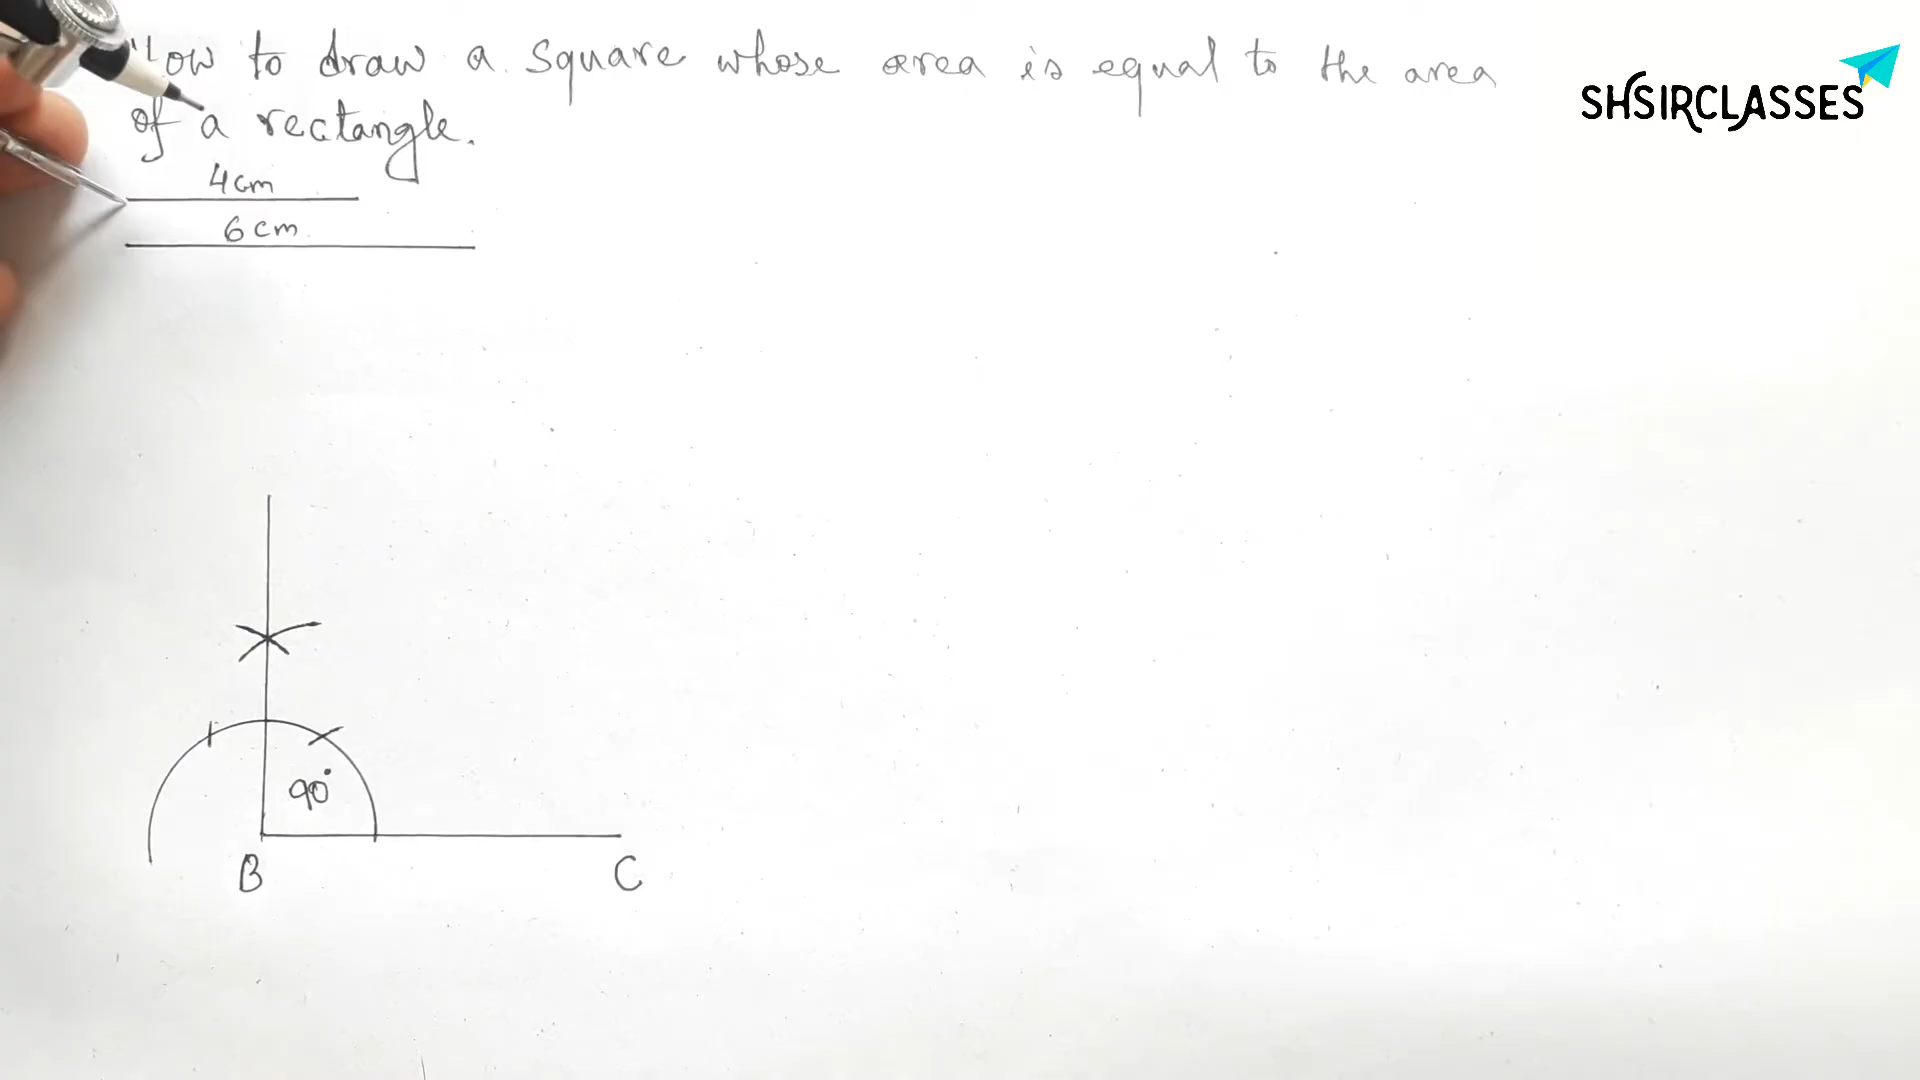 How to draw a square whose area is equal to the area
of a rectangle.
SHSIRCLASSES
4cm
6cm
90°
B
C